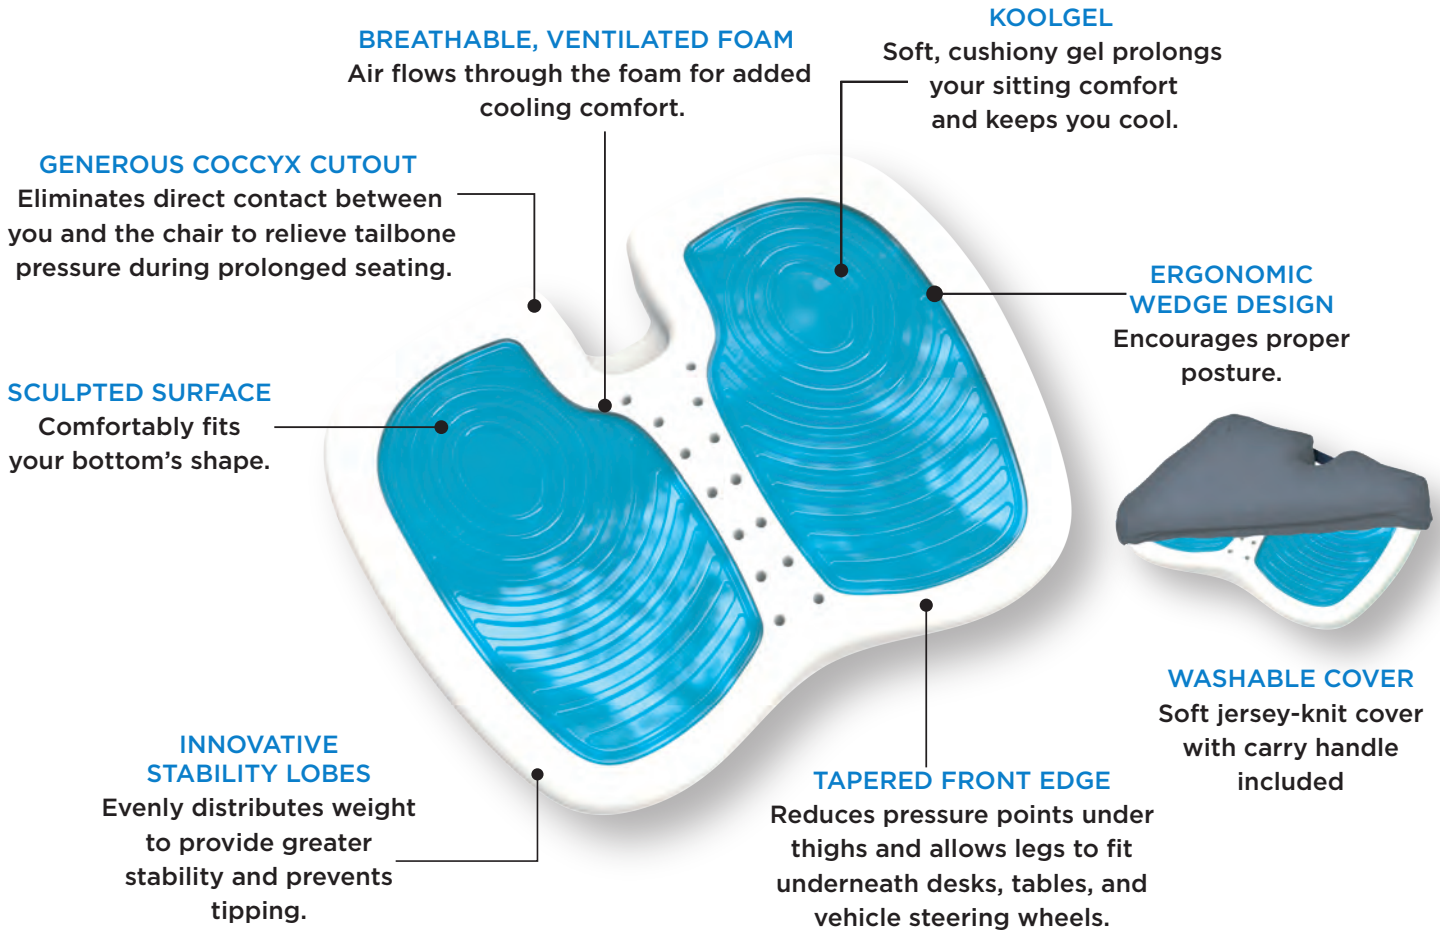 BREATHABLE, VENTILATED FOAM
Air flows through the foam for added
cooling comfort.
KOOLGEL
Soft, cushiony gel prolongs
your sitting comfort
and keeps you cool.
GENEROUS COCCYX CUTOUT
Eliminates direct contact between
you and the chair to relieve tailbone
pressure during prolonged seating.
ERGONOMIC
WEDGE DESIGN
Encourages proper
posture.
SCULPTED SURFACE
Comfortably fits
your bottom's shape.
WASHABLE COVER
Soft jersey-knit cover
with carry handle
included
INNOVATIVE
STABILITY LOBES
Evenly distributes weight
to provide greater
stability and prevents
tipping.
TAPERED FRONT EDGE
Reduces pressure points under
thighs and allows legs to fit
underneath desks, tables, and
vehicle steering wheels.